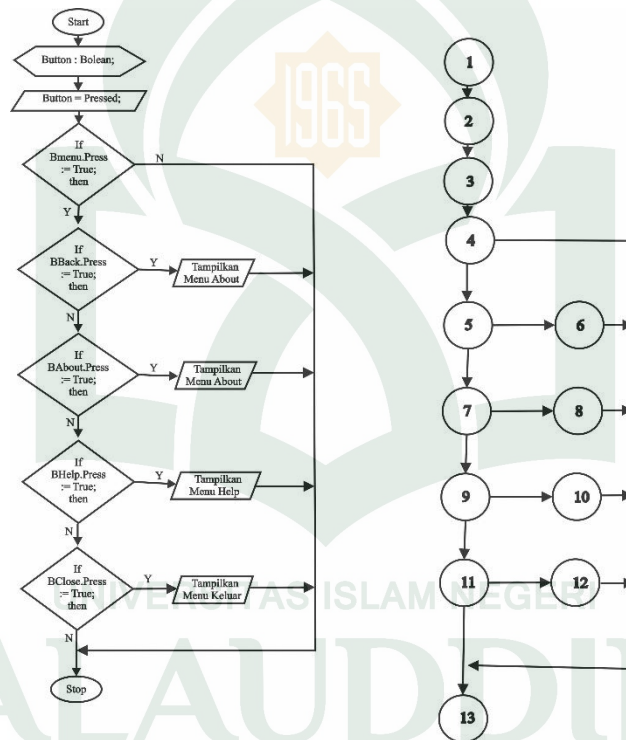 Start
Button : Bolean;
Button = Pressed;
If
Bmenu.Press
:= True;
then
N
Y
If
BBack.Press
:= True;
then
Y
Tampilkan
Menu About
N
If
BAbout.Press
:= True;
then
Y
Tampilkan
Menu About
N
If
BHelp.Press
:= True;
then
Y
Tampilkan
Menu Help
N
If
BClose.Press
:= True;
then
Y
Tampilkan
Menu Keluar
N
Stop
1
2
3
4
5
6
7
8
9
10
11
12
13
1965
UNIVERSITAS ISLAM NEGERI
ALAUDDIN